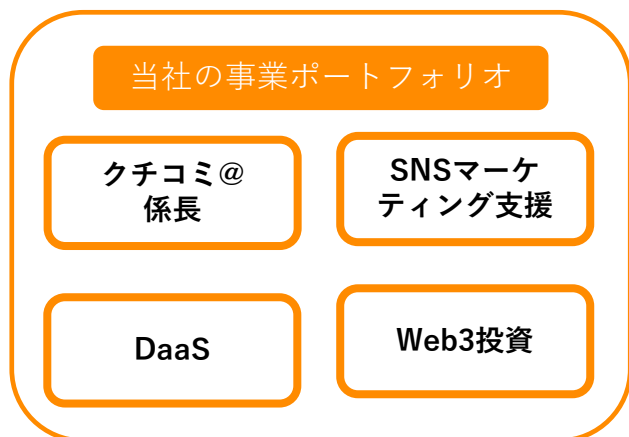 当社の事業ポートフォリオ
クチコミ@
係長
SNSマーケ
ティング支援
DaaS
Web3投資